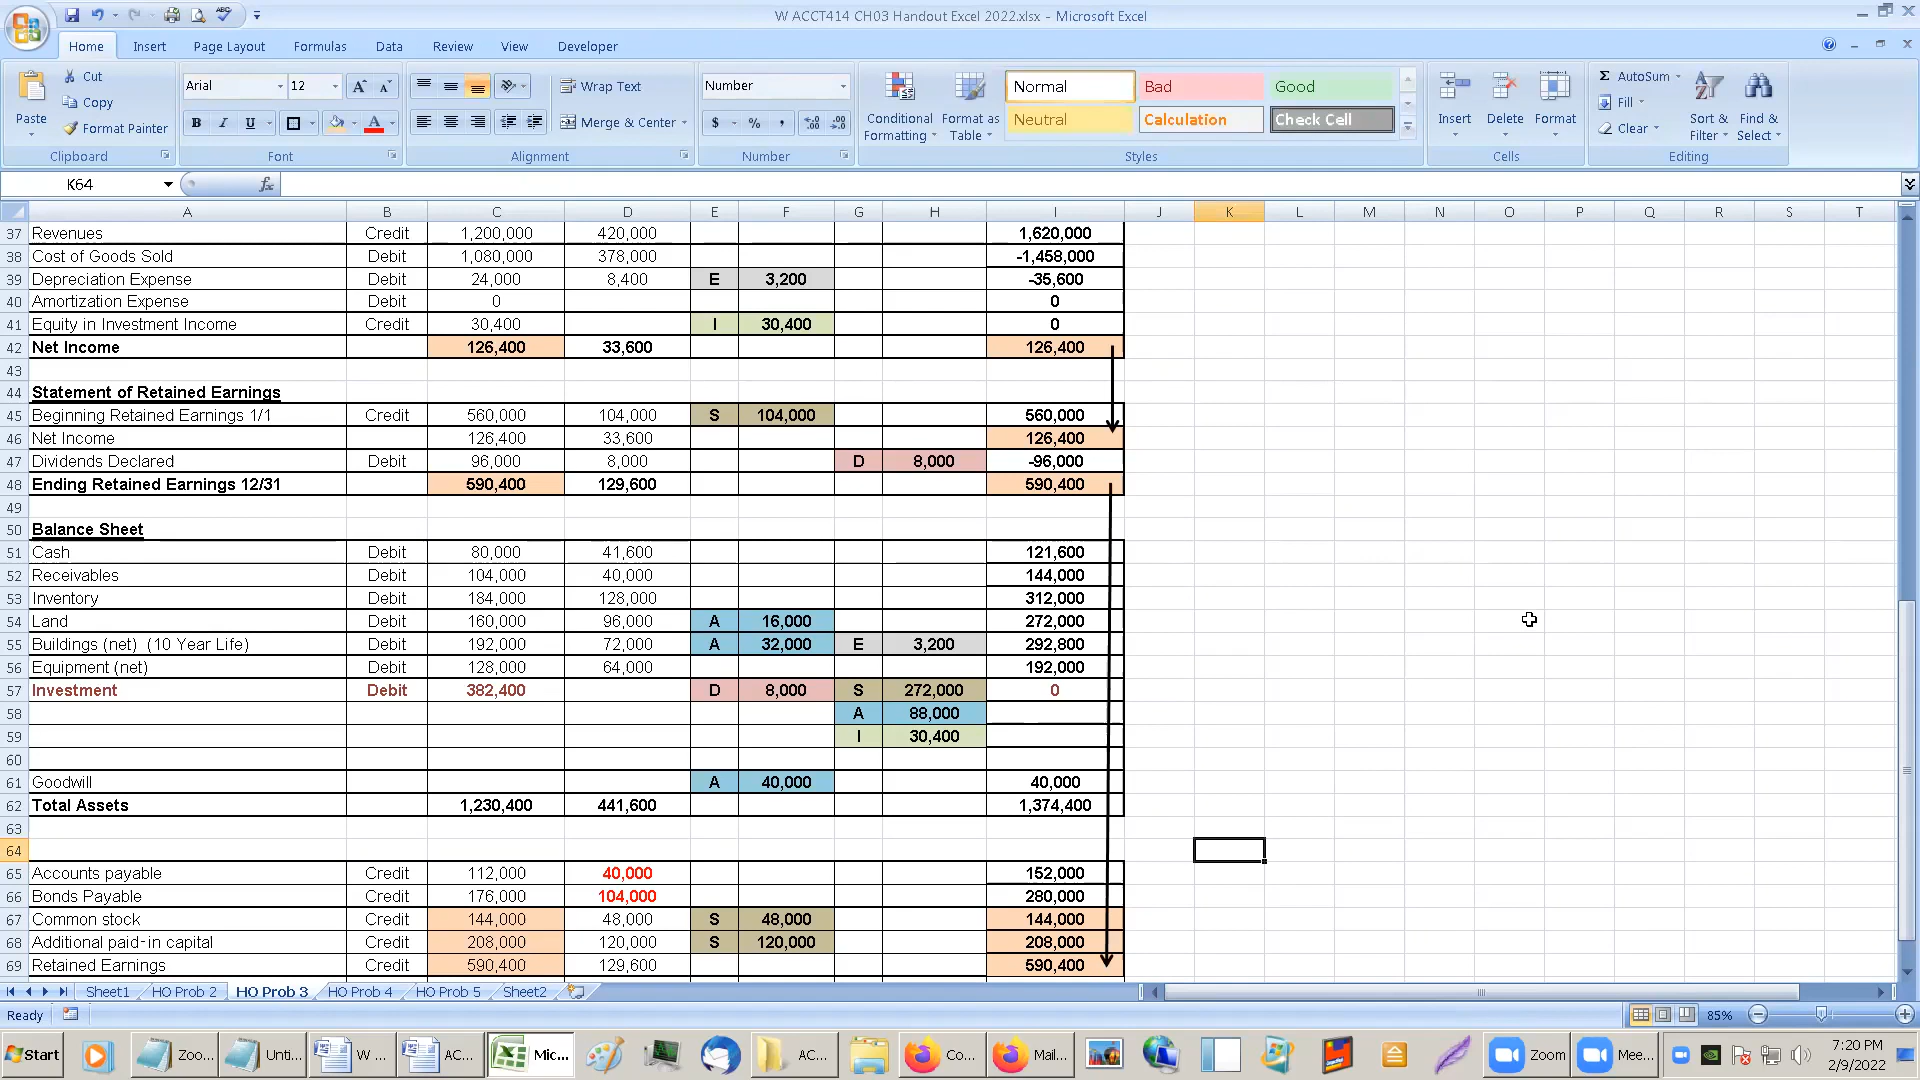 W ACCT414 CH03 Handout Excel 2022.xlsx - Microsoft Excel
Home Insert Page Layout Formulas Data Review View Developer
Paste Cut Copy Format Painter Clipboard
Arial 12 B I U A Font
Wrap Text Merge & Center Alignment
Number $ % , Number
Conditional Formatting Format as Table Normal Bad Good Neutral Calculation Check Cell Styles
Insert Delete Format Cells
AutoSum Fill Clear Sort & Filter Find & Select Editing
K64 fx
A B C D E F G H I J K L M N O P Q R S T
37 Revenues Credit 1,200,000 420,000 1,620,000
38 Cost of Goods Sold Debit 1,080,000 378,000 -1,458,000
39 Depreciation Expense Debit 24,000 8,400 E 3,200 -35,600
40 Amortization Expense Debit 0 0
41 Equity in Investment Income Credit 30,400 I 30,400 0
42 Net Income 126,400 33,600 126,400
43
44 Statement of Retained Earnings
45 Beginning Retained Earnings 1/1 Credit 560,000 104,000 S 104,000 560,000
46 Net Income 126,400 33,600 126,400
47 Dividends Declared Debit 96,000 8,000 D 8,000 -96,000
48 Ending Retained Earnings 12/31 590,400 129,600 590,400
49
50 Balance Sheet
51 Cash Debit 80,000 41,600 121,600
52 Receivables Debit 104,000 40,000 144,000
53 Inventory Debit 184,000 128,000 312,000
54 Land Debit 160,000 96,000 A 16,000 272,000
55 Buildings (net) (10 Year Life) Debit 192,000 72,000 A 32,000 E 3,200 292,800
56 Equipment (net) Debit 128,000 64,000 192,000
57 Investment Debit 382,400 D 8,000 S 272,000 0
58 A 88,000
59 I 30,400
60
61 Goodwill A 40,000 40,000
62 Total Assets 1,230,400 441,600 1,374,400
63
64
65 Accounts payable Credit 112,000 40,000 152,000
66 Bonds Payable Credit 176,000 104,000 280,000
67 Common stock Credit 144,000 48,000 S 48,000 144,000
68 Additional paid-in capital Credit 208,000 120,000 S 120,000 208,000
69 Retained Earnings Credit 590,400 129,600 590,400
Sheet1 HO Prob 2 HO Prob 3 HO Prob 4 HO Prob 5 Sheet2
Ready 85%
Start Zoo... Unti... W ... AC... Mic... AC... Co... Mail... Zoom Mee... 7:20 PM
2/9/2022